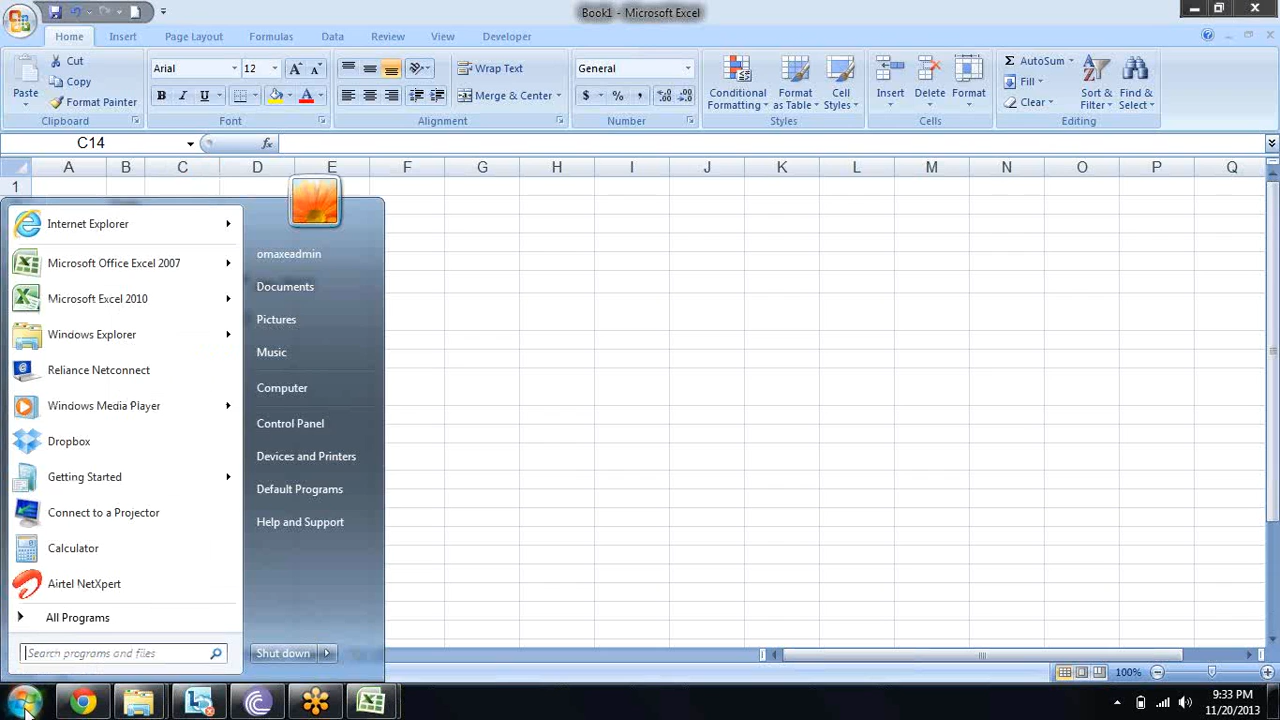 Book1 - Microsoft Excel
Home Insert Page Layout Formulas Data Review View Developer
Cut
Copy
Format Painter
Paste
Clipboard
Arial 12
B I U
Font
Wrap Text
Merge & Center
Alignment
General
$ % ,
Number
Conditional Formatting
Format as Table
Cell Styles
Styles
Insert Delete Format
Cells
Σ AutoSum
Fill
Clear
Sort & Filter
Find & Select
Editing
C14 fx
A B C D E F G H I J K L M N O P Q
1
Internet Explorer
Microsoft Office Excel 2007
Microsoft Excel 2010
Windows Explorer
Reliance Netconnect
Windows Media Player
Dropbox
Getting Started
Connect to a Projector
Calculator
Airtel NetXpert
All Programs
Search programs and files
omaxeadmin
Documents
Pictures
Music
Computer
Control Panel
Devices and Printers
Default Programs
Help and Support
Shut down
100%
9:33 PM
11/20/2013